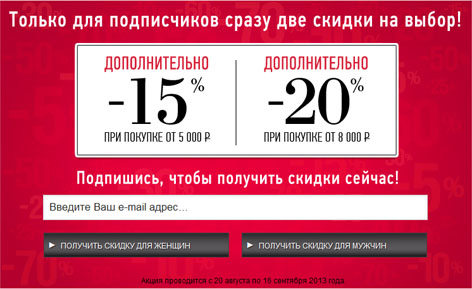 Только для подписчиков сразу две скидки на выбор!
ДОПОЛНИТЕЛЬНО
-15%
ПРИ ПОКУПКЕ ОТ 5 000 ₽
ДОПОЛНИТЕЛЬНО
-20%
ПРИ ПОКУПКЕ ОТ 8 000 ₽
Подпишись, чтобы получить скидки сейчас!
Введите Ваш e-mail адрес...
ПОЛУЧИТЬ СКИДКУ ДЛЯ ЖЕНЩИН
ПОЛУЧИТЬ СКИДКУ ДЛЯ МУЖЧИН
-70%
-10%
Акция проводится с 20 августа по 16 сентября 2013 года.